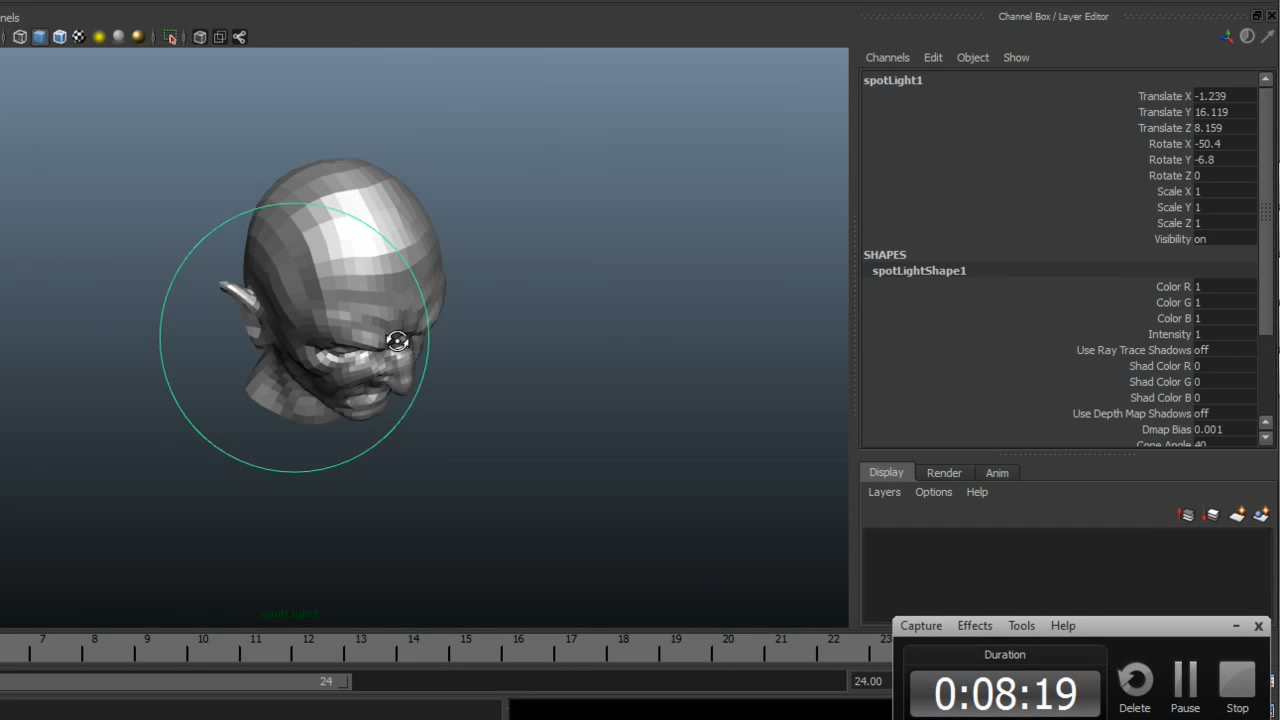 nels
Channel Box / Layer Editor
Channels Edit Object Show
spotLight1
Translate X -1.239
Translate Y 16.119
Translate Z 8.159
Rotate X -50.4
Rotate Y -6.8
Rotate Z 0
Scale X 1
Scale Y 1
Scale Z 1
Visibility on
SHAPES
spotLightShape1
Color R 1
Color G 1
Color B 1
Intensity 1
Use Ray Trace Shadows off
Shad Color R 0
Shad Color G 0
Shad Color B 0
Use Depth Map Shadows off
Dmap Bias 0.001
Cone Angle 40
Display Render Anim
Layers Options Help
spotLight1
7 8 9 10 11 12 13 14 15 16 17 18 19 20 21 22 23
24
24.00
Capture Effects Tools Help
Duration
0:08:19
Delete Pause Stop